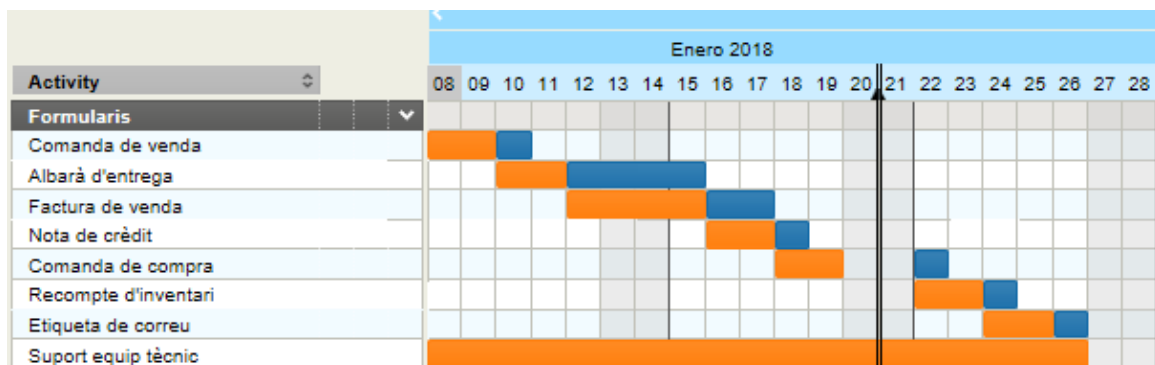 Enero 2018
Activity 08 09 10 11 12 13 14 15 16 17 18 19 20 21 22 23 24 25 26 27 28
Formularis
Comanda de venda
Albarà d'entrega
Factura de venda
Nota de crèdit
Comanda de compra
Recompte d'inventari
Etiqueta de correu
Suport equip tècnic